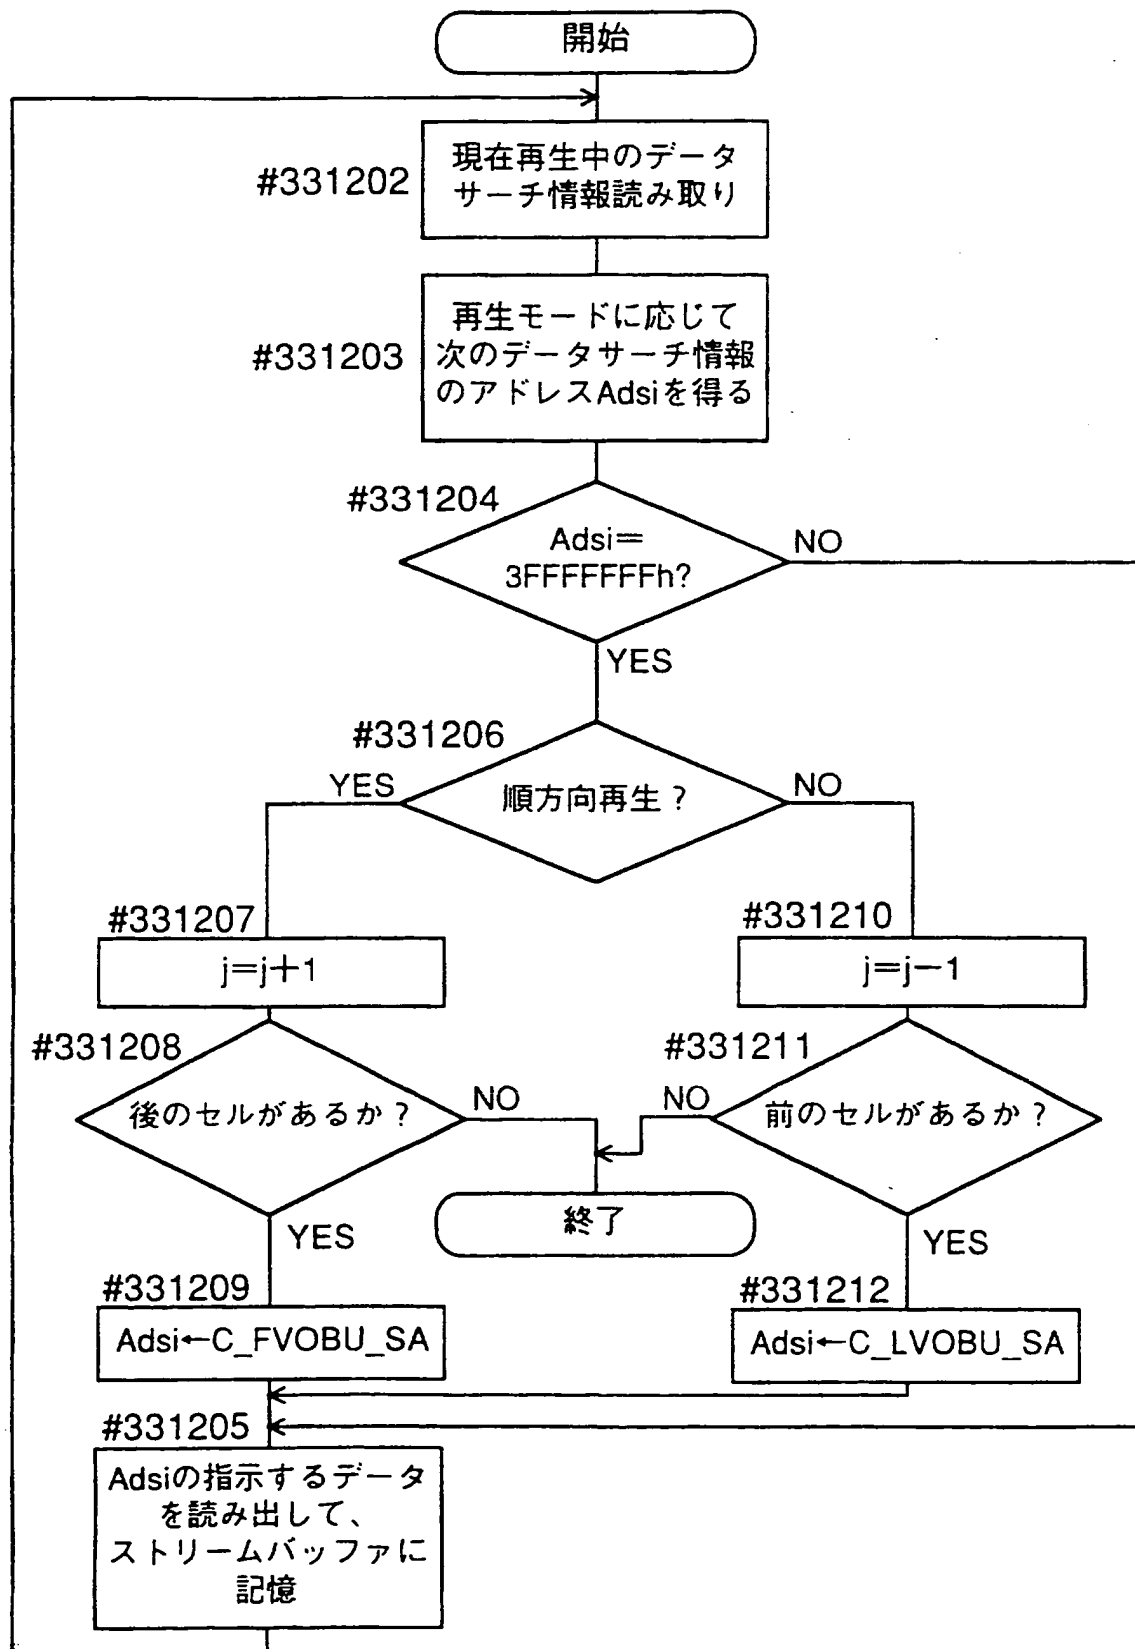 開始
#331202
現在再生中のデータ
サーチ情報読み取り
#331203
再生モードに応じて
次のデータサーチ情報
のアドレスAdsiを得る
#331204
Adsi=
3FFFFFFFh?
NO
YES
#331206
YES
順方向再生?
NO
#331207
j=j+1
#331210
j=j−1
#331208
後のセルがあるか?
NO
#331211
NO
前のセルがあるか?
終了
YES
YES
#331209
Adsi←C_FVOBU_SA
#331212
Adsi←C_LVOBU_SA
#331205
Adsiの指示するデータ
を読み出して、
ストリームバッファに
記憶